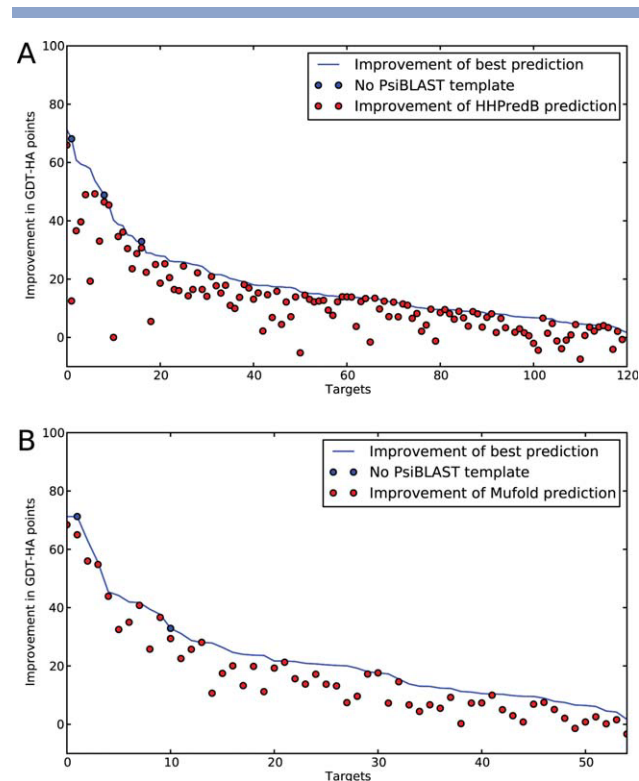 A
100
80
60
40
20
0
Improvement in GDT-HA points
Improvement of best prediction
No PsiBLAST template
Improvement of HHPredB prediction
0 20 40 60 80 100 120
Targets
B
100
80
60
40
20
0
Improvement in GDT-HA points
Improvement of best prediction
No PsiBLAST template
Improvement of Mufold prediction
0 10 20 30 40 50
Targets